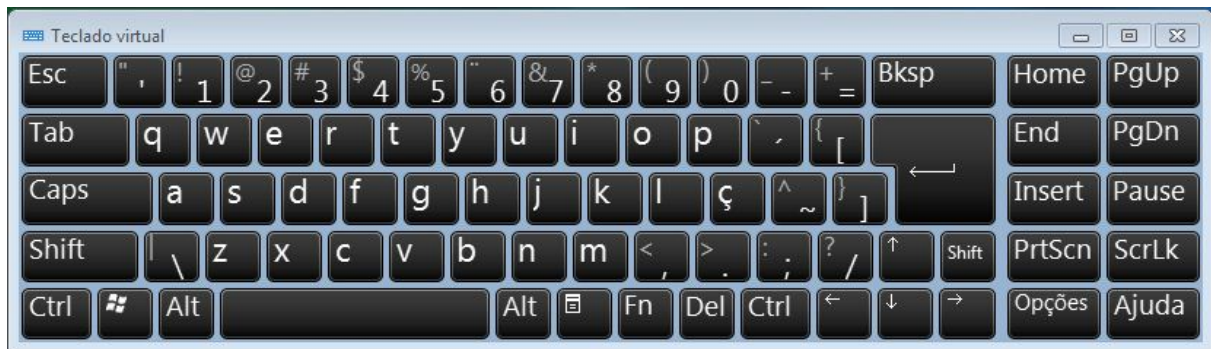 Teclado virtual
Esc " ' ! 1 @ 2 # 3 $ 4 % 5 ¨ 6 & 7 * 8 ( 9 ) 0 _ - + = Bksp Home PgUp
Tab q w e r t y u i o p ` ´ { [ End PgDn
Caps a s d f g h j k l ç ^ ~ } ] Insert Pause
Shift | \ z x c v b n m < , > . : ; ? / ↑ Shift PrtScn ScrLk
Ctrl Alt Alt Fn Del Ctrl ← ↓ → Opções Ajuda